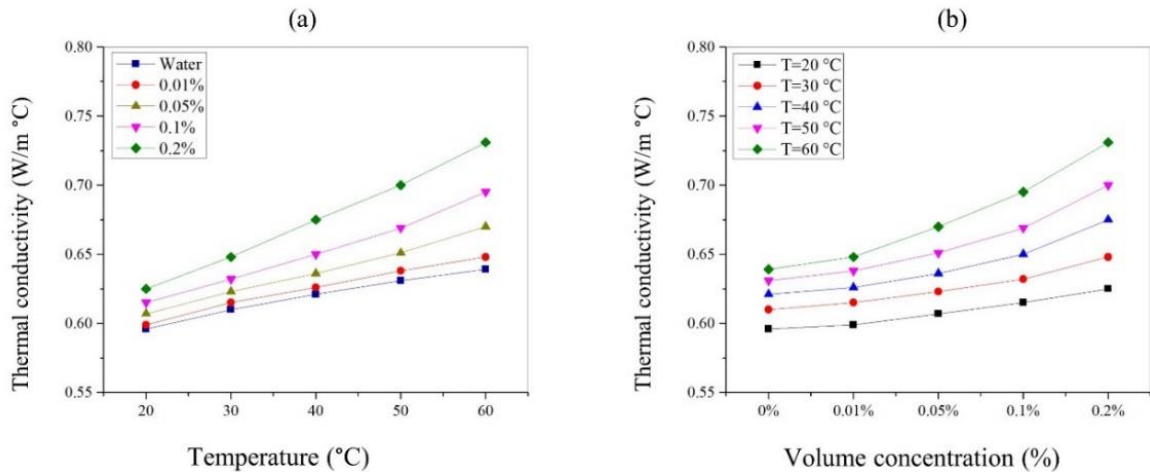 (a)
Thermal conductivity (W/m °C)
0.80
0.75
0.70
0.65
0.60
0.55
Water
0.01%
0.05%
0.1%
0.2%
20 30 40 50 60
Temperature (°C)
(b)
Thermal conductivity (W/m °C)
0.80
0.75
0.70
0.65
0.60
0.55
T=20 °C
T=30 °C
T=40 °C
T=50 °C
T=60 °C
0% 0.01% 0.05% 0.1% 0.2%
Volume concentration (%)